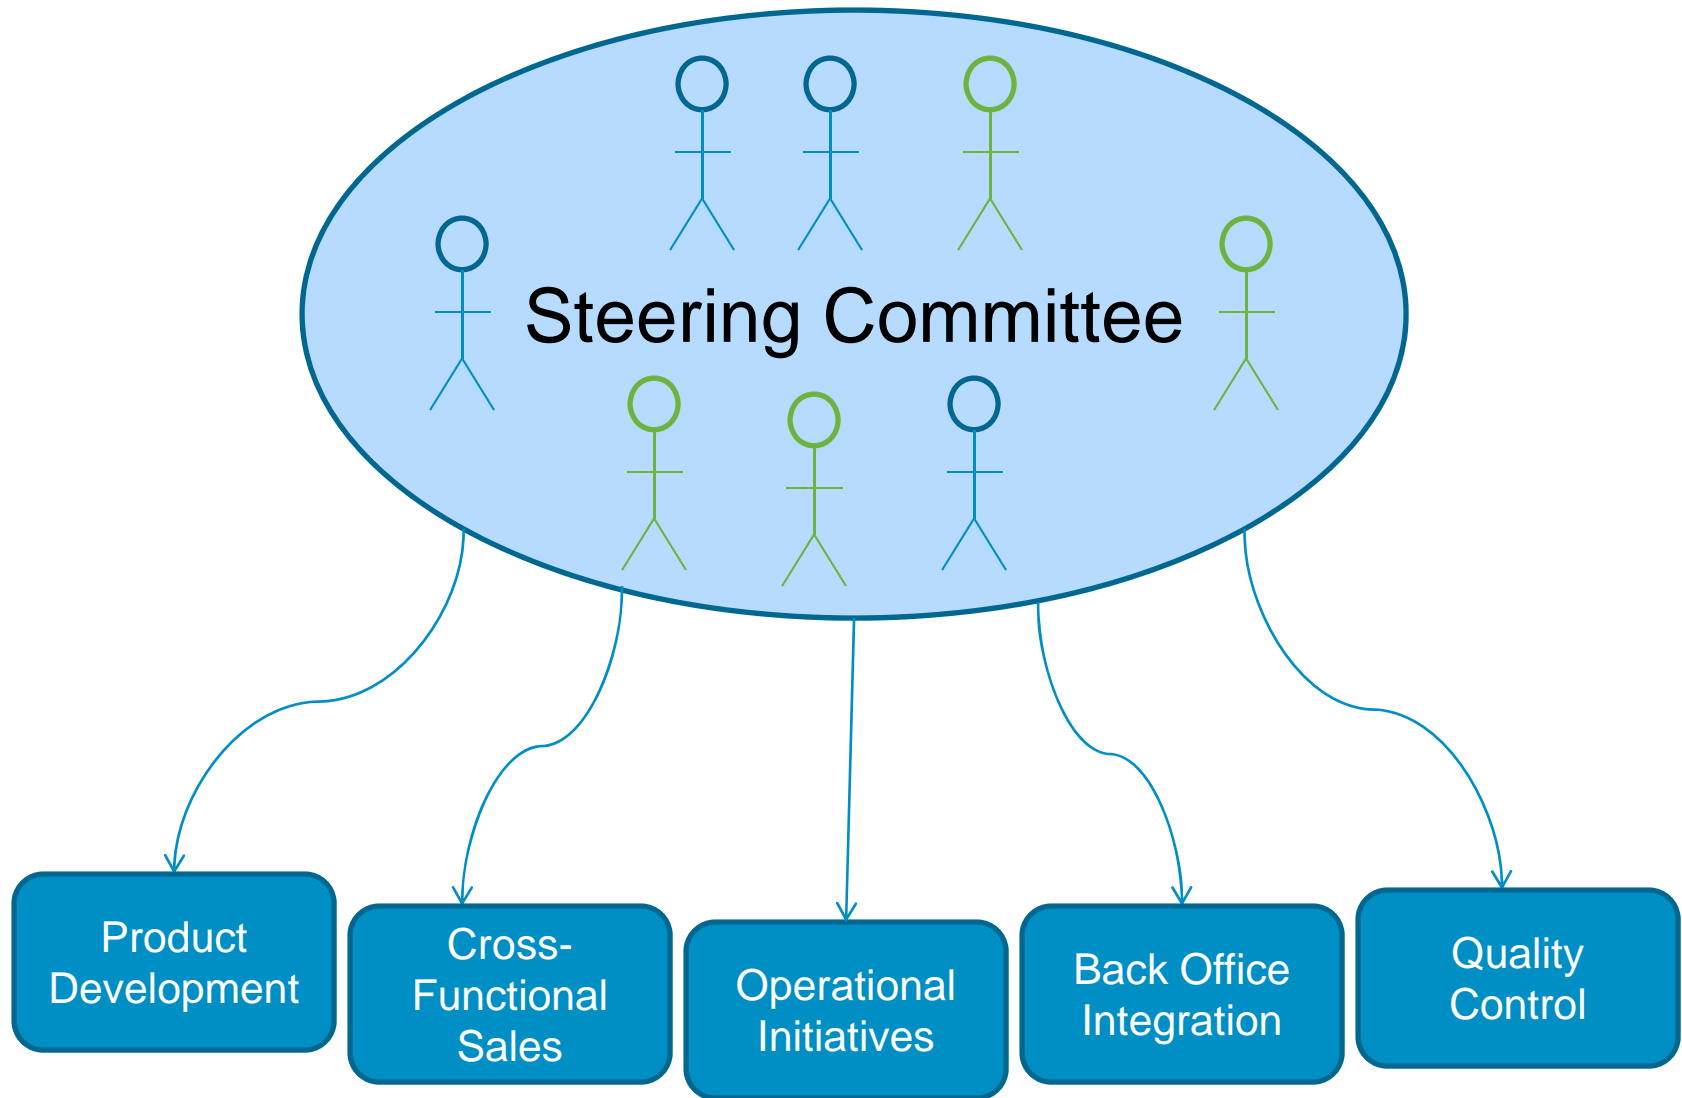 Steering Committee
Product
Development
Cross-
Functional
Sales
Operational
Initiatives
Back Office
Integration
Quality
Control